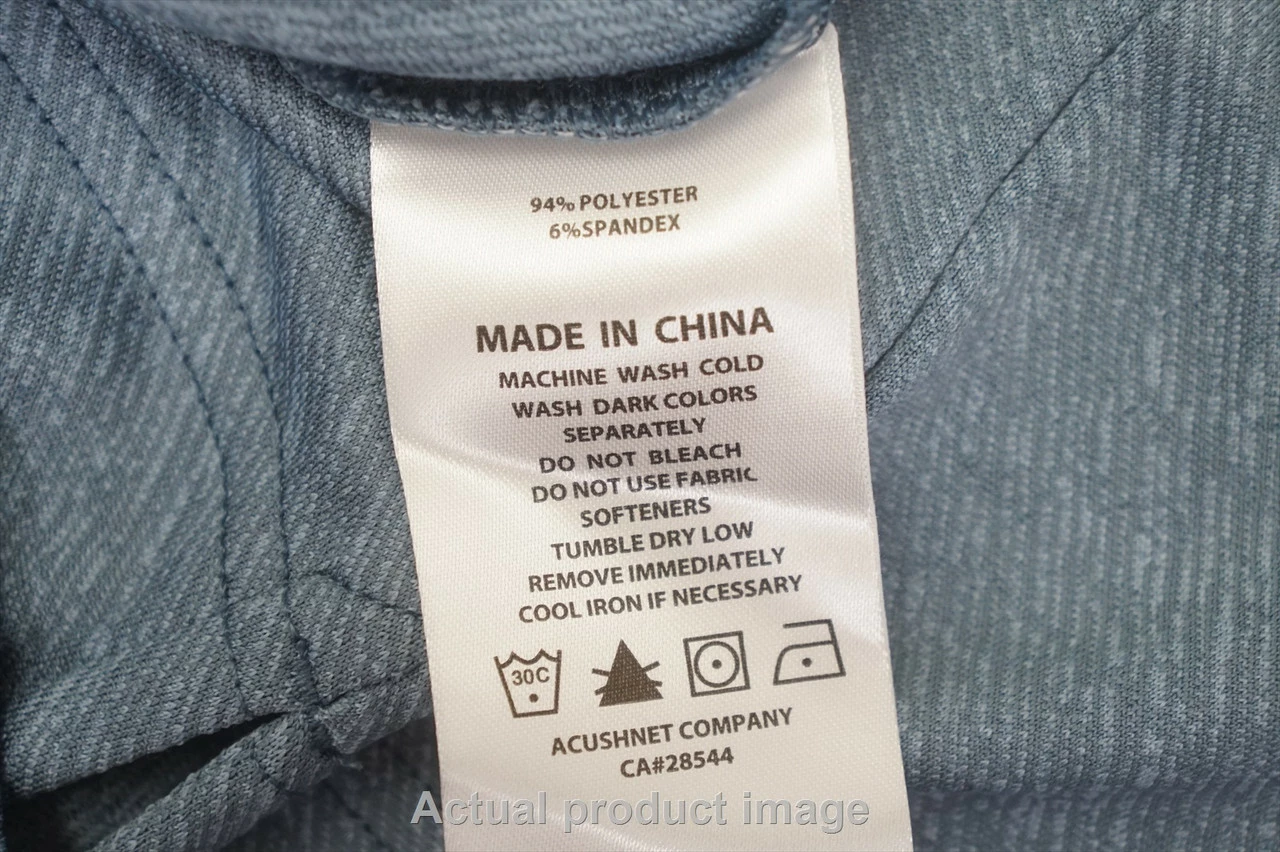 94% POLYESTER
6%SPANDEX
MADE IN CHINA
MACHINE WASH COLD
WASH DARK COLORS
SEPARATELY
DO NOT BLEACH
DO NOT USE FABRIC
SOFTENERS
TUMBLE DRY LOW
REMOVE IMMEDIATELY
COOL IRON IF NECESSARY
30C
ACUSHNET COMPANY
CA#28544
Actual product image